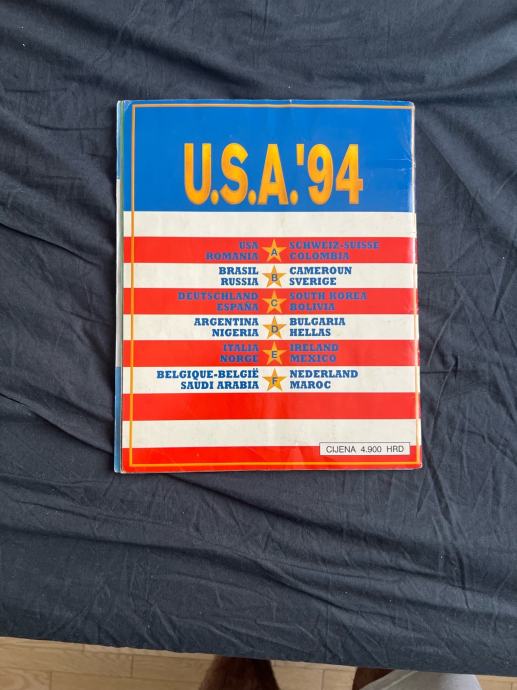 U.S.A.'94
USA A SCHWEIZ-SUISSE
ROMANIA COLOMBIA
BRASIL B CAMEROUN
RUSSIA SVERIGE
DEUTSCHLAND C SOUTH KOREA
ESPAÑA BOLIVIA
ARGENTINA D BULGARIA
NIGERIA HELLAS
ITALIA E IRELAND
NORGE MEXICO
BELGIQUE-BELGIË F NEDERLAND
SAUDI ARABIA MAROC
CIJENA 4.900 HRD